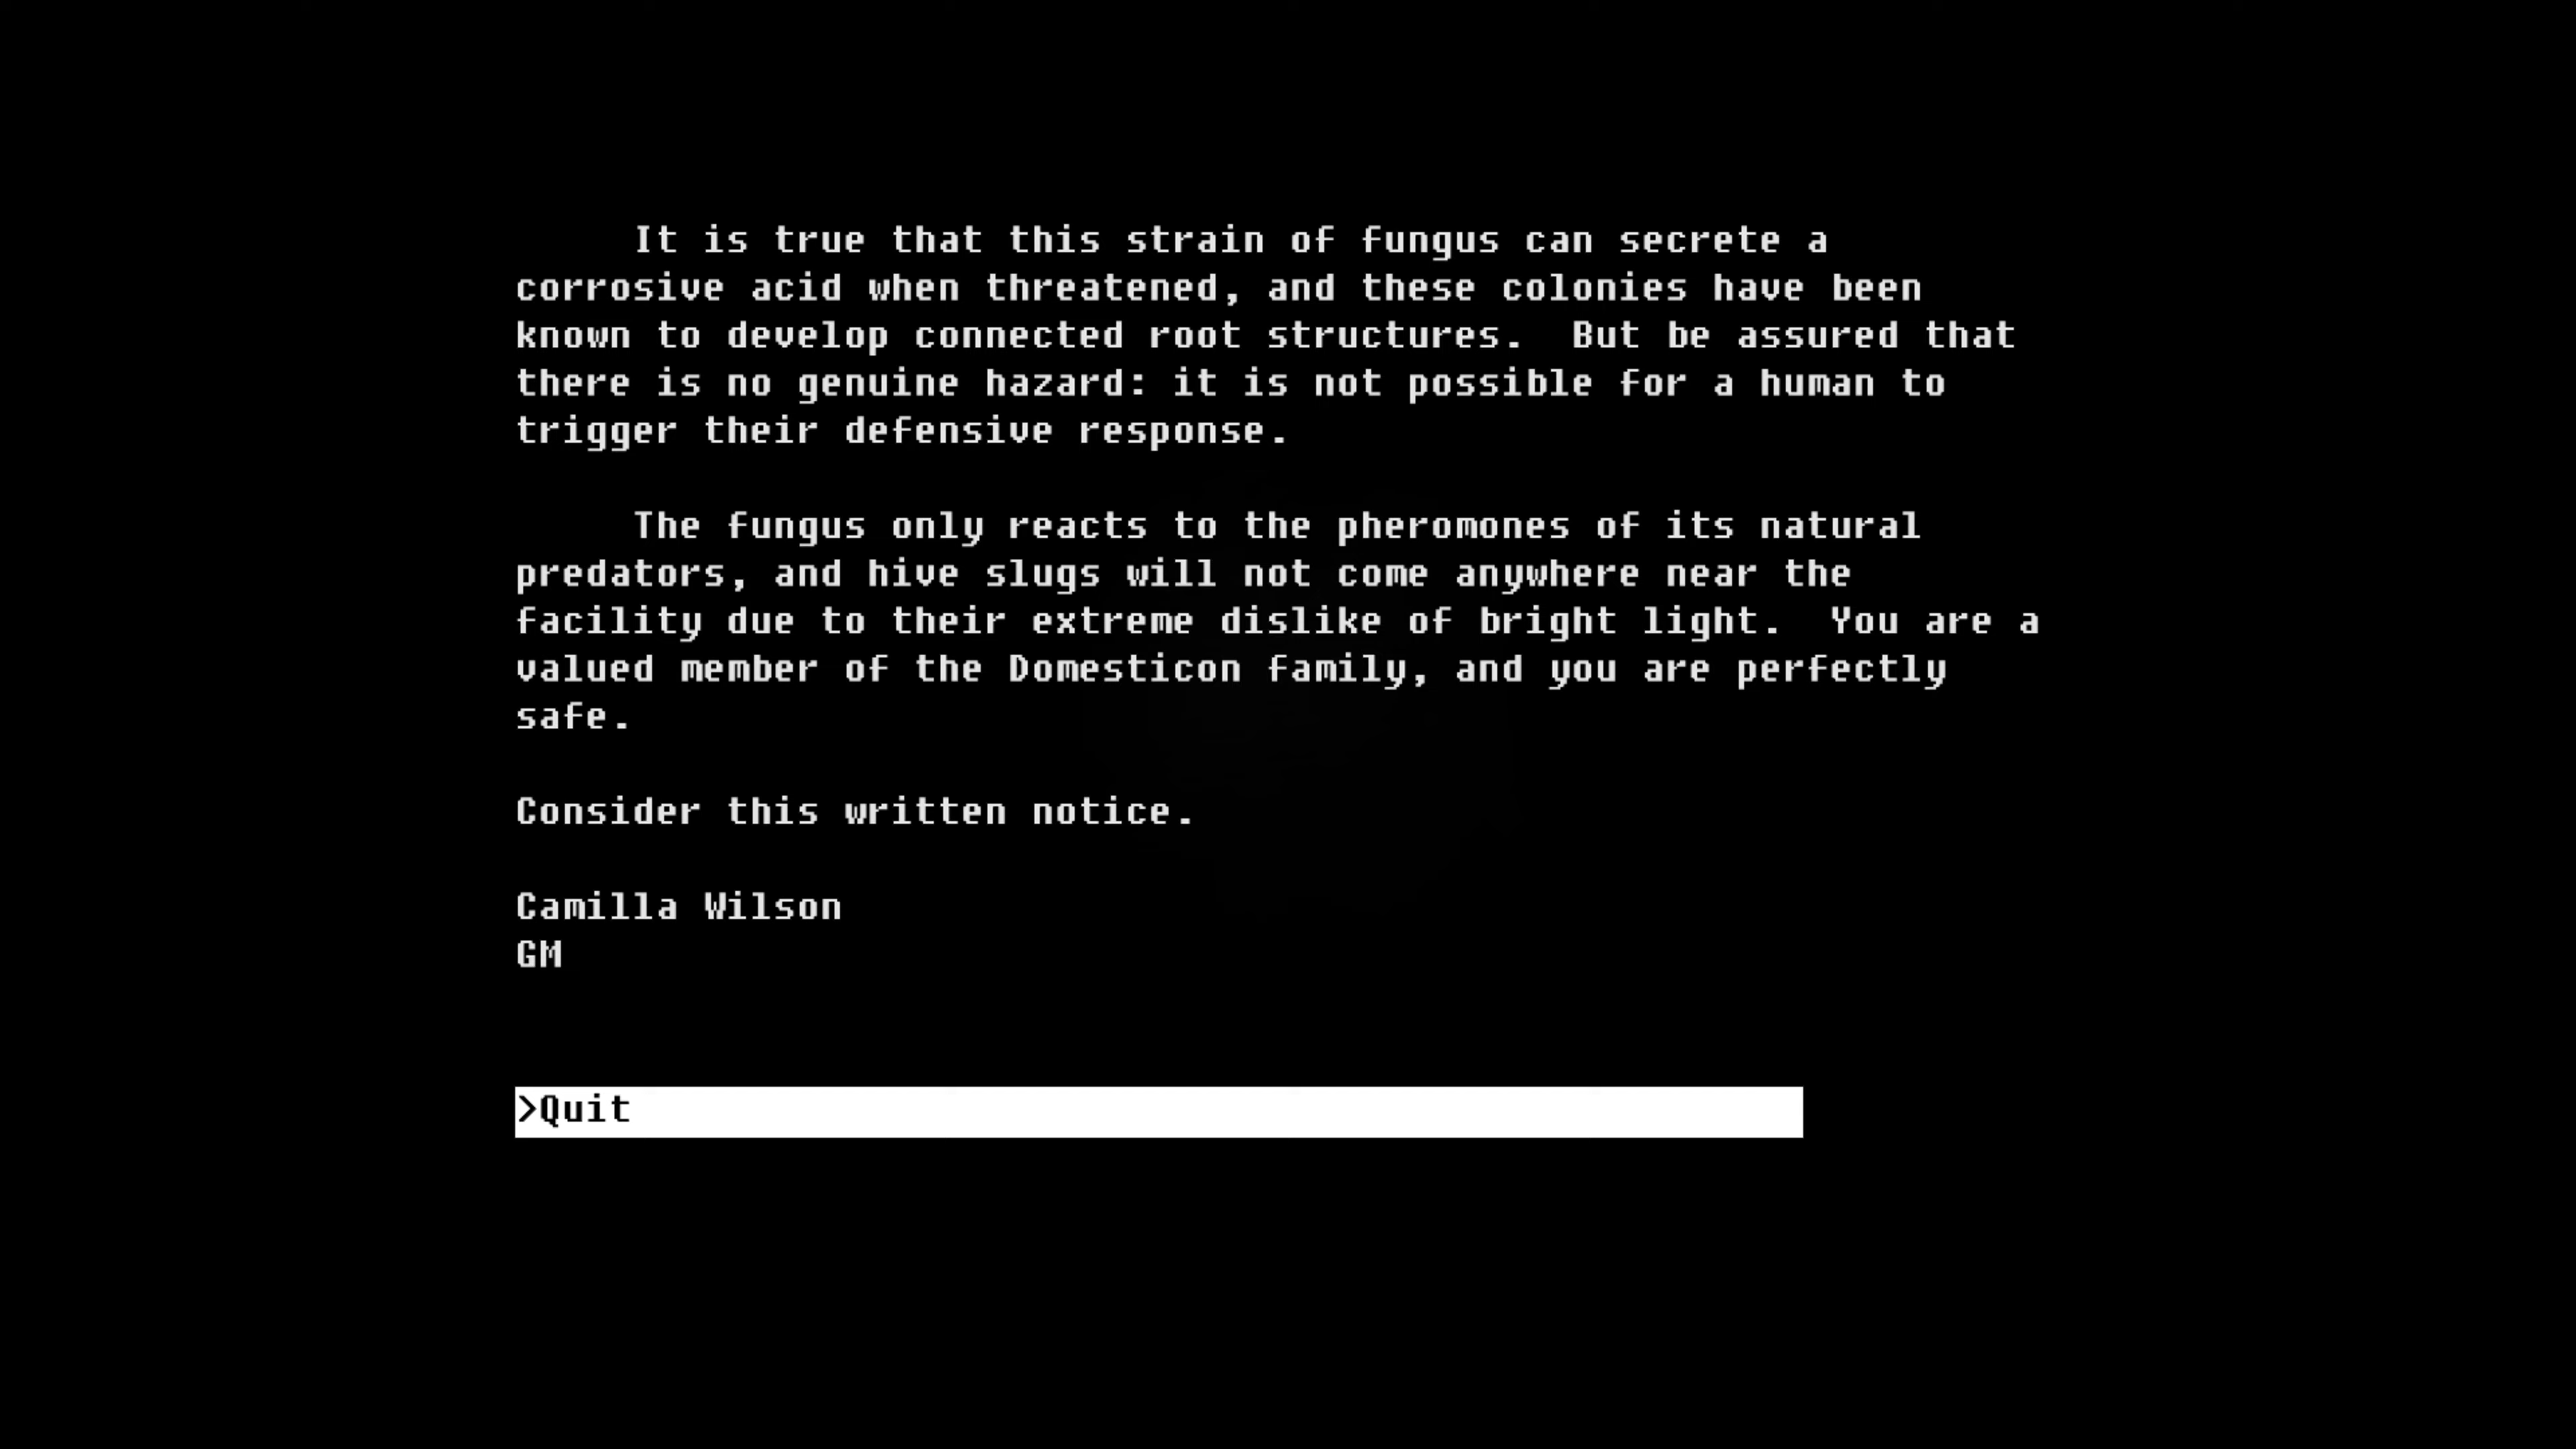 It is true that this strain of fungus can secrete a
corrosive acid when threatened, and these colonies have been
known to develop connected root structures.  But be assured that
there is no genuine hazard: it is not possible for a human to
trigger their defensive response.
The fungus only reacts to the pheromones of its natural
predators, and hive slugs will not come anywhere near the
facility due to their extreme dislike of bright light.  You are a
valued member of the Domesticon family, and you are perfectly
safe.
Consider this written notice.
Camilla Wilson
GM
>Quit